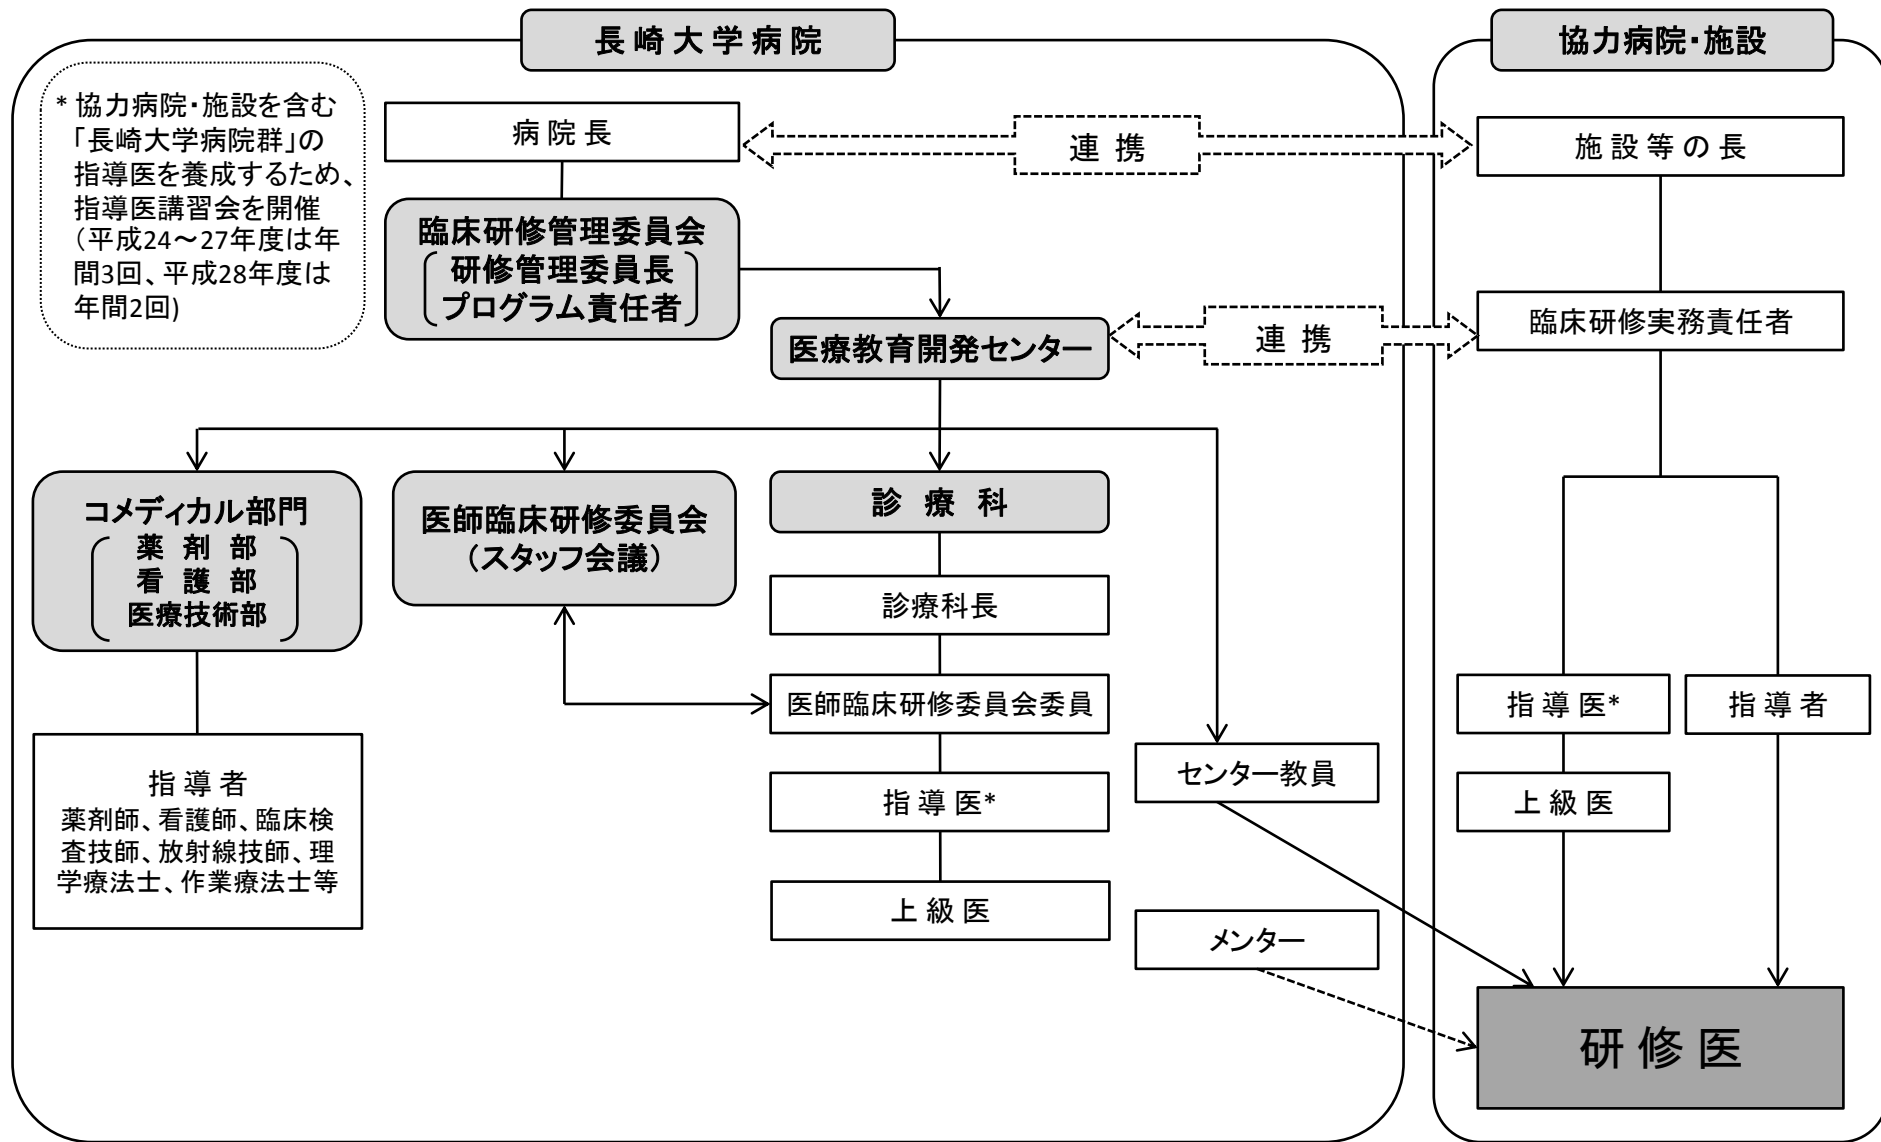 長崎大学病院
協力病院・施設
* 協力病院・施設を含む
「長崎大学病院群」の
指導医を養成するため、
指導医講習会を開催
（平成24～27年度は年
間3回、平成28年度は
年間2回)
病院長
連携
施設等の長
臨床研修管理委員会
研修管理委員長
プログラム責任者
医療教育開発センター
連携
臨床研修実務責任者
コメディカル部門
薬剤部
看護部
医療技術部
医師臨床研修委員会
（スタッフ会議）
診療科
診療科長
医師臨床研修委員会委員
指導医*
上級医
指導者
薬剤師、看護師、臨床検
査技師、放射線技師、理
学療法士、作業療法士等
センター教員
メンター
指導医*
指導者
上級医
研修医